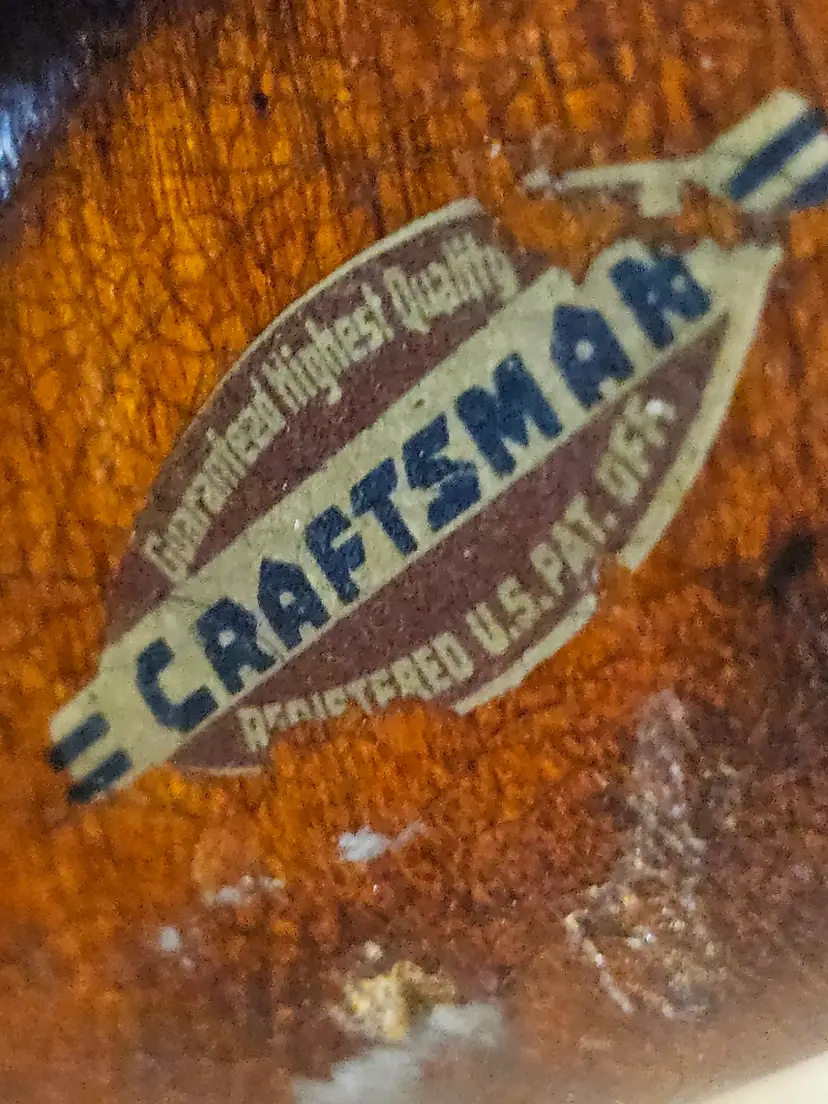 Guaranteed Highest Quality
CRAFTSMAN
REGISTERED U.S. PAT. OFF.